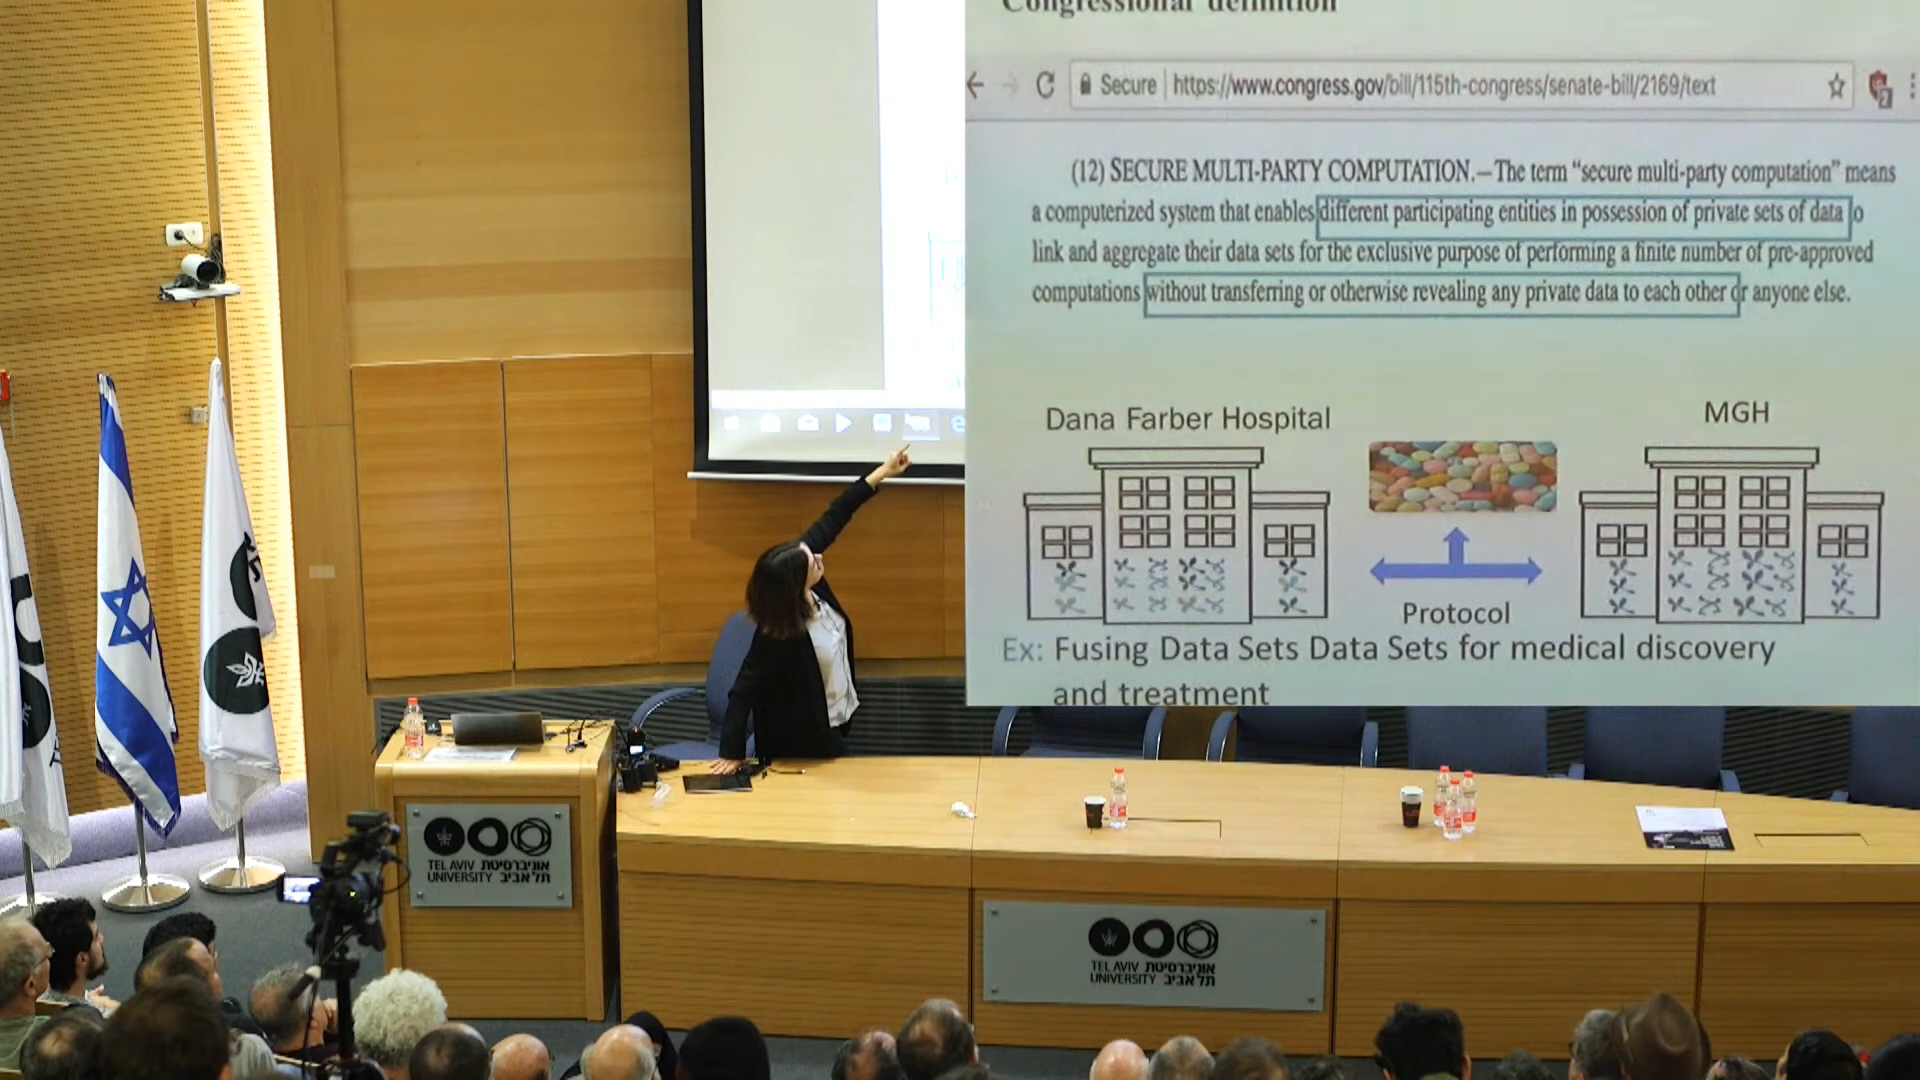 Congressional definition
Secure | https://www.congress.gov/bill/115th-congress/senate-bill/2169/text
2
(12) SECURE MULTI-PARTY COMPUTATION.—The term “secure multi-party computation” means
a computerized system that enables different participating entities in possession of private sets of data to
link and aggregate their data sets for the exclusive purpose of performing a finite number of pre-approved
computations without transferring or otherwise revealing any private data to each other or anyone else.
Dana Farber Hospital
MGH
Protocol
Ex: Fusing Data Sets Data Sets for medical discovery
and treatment
TEL AVIV אוניברסיטת
UNIVERSITY תל אביב
TEL AVIV אוניברסיטת
UNIVERSITY תל אביב